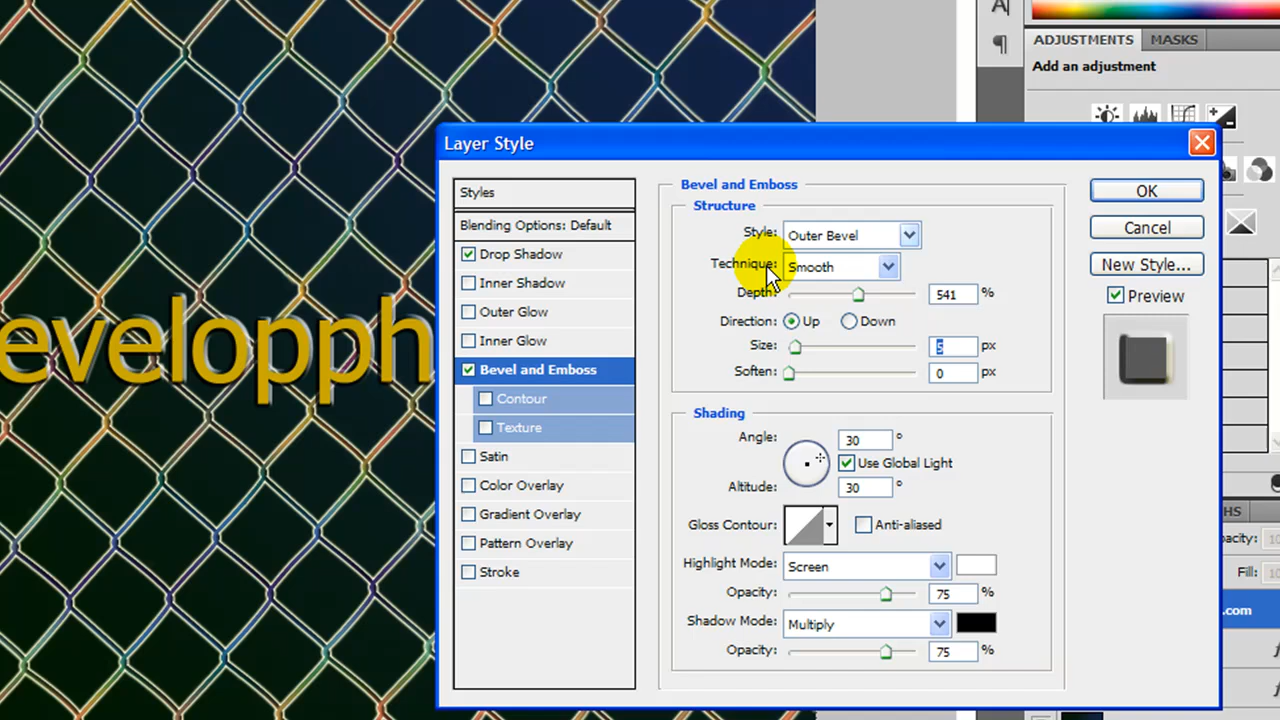 ADJUSTMENTS MASKS
Add an adjustment
Layer Style
Styles
Blending Options: Default
Drop Shadow
Inner Shadow
Outer Glow
Inner Glow
Bevel and Emboss
Contour
Texture
Satin
Color Overlay
Gradient Overlay
Pattern Overlay
Stroke
Bevel and Emboss
Structure
Style: Outer Bevel
Technique: Smooth
Depth: 541 %
Direction: Up Down
Size: 5 px
Soften: 0 px
Shading
Angle: 30 °
Use Global Light
Altitude: 30 °
Gloss Contour: Anti-aliased
Highlight Mode: Screen
Opacity: 75 %
Shadow Mode: Multiply
Opacity: 75 %
OK
Cancel
New Style...
Preview
evelopph
HS
pacity:
Fill:
.com